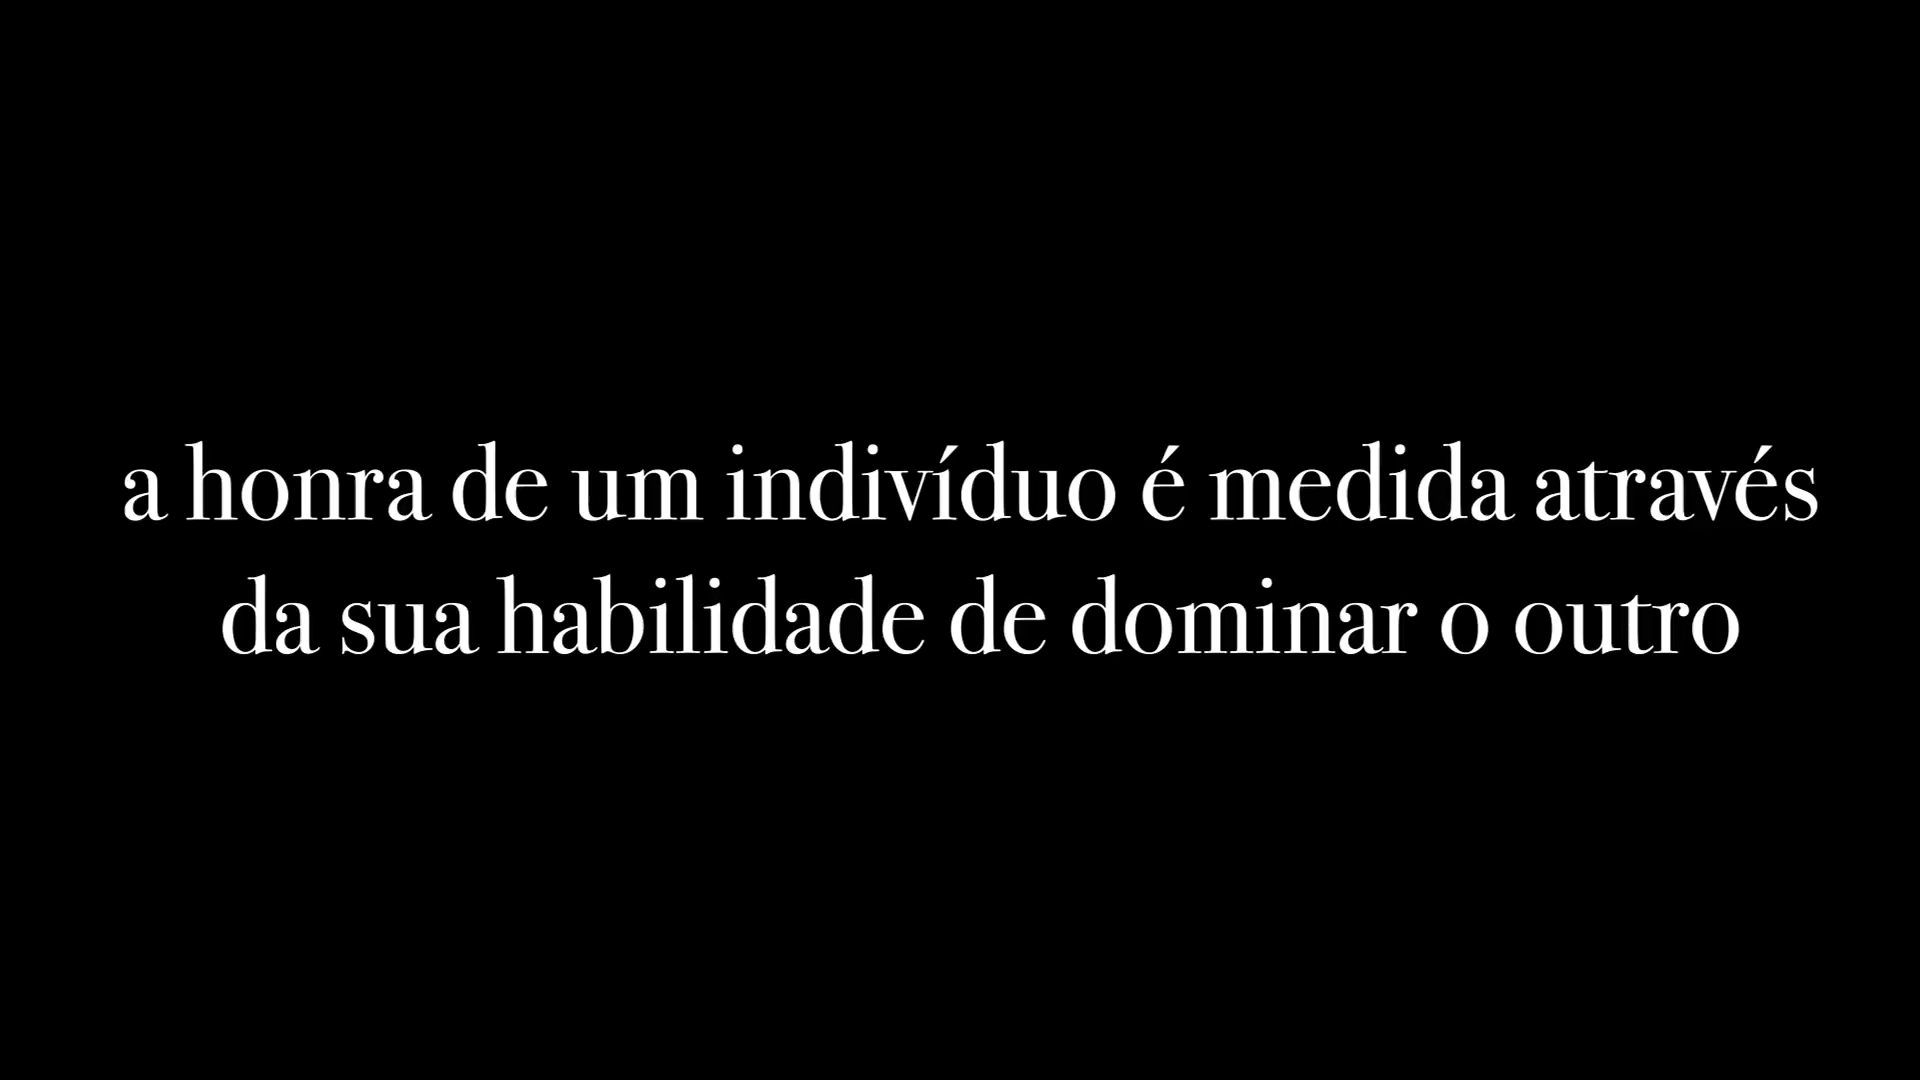 a honra de um indivíduo é medida através
da sua habilidade de dominar o outro